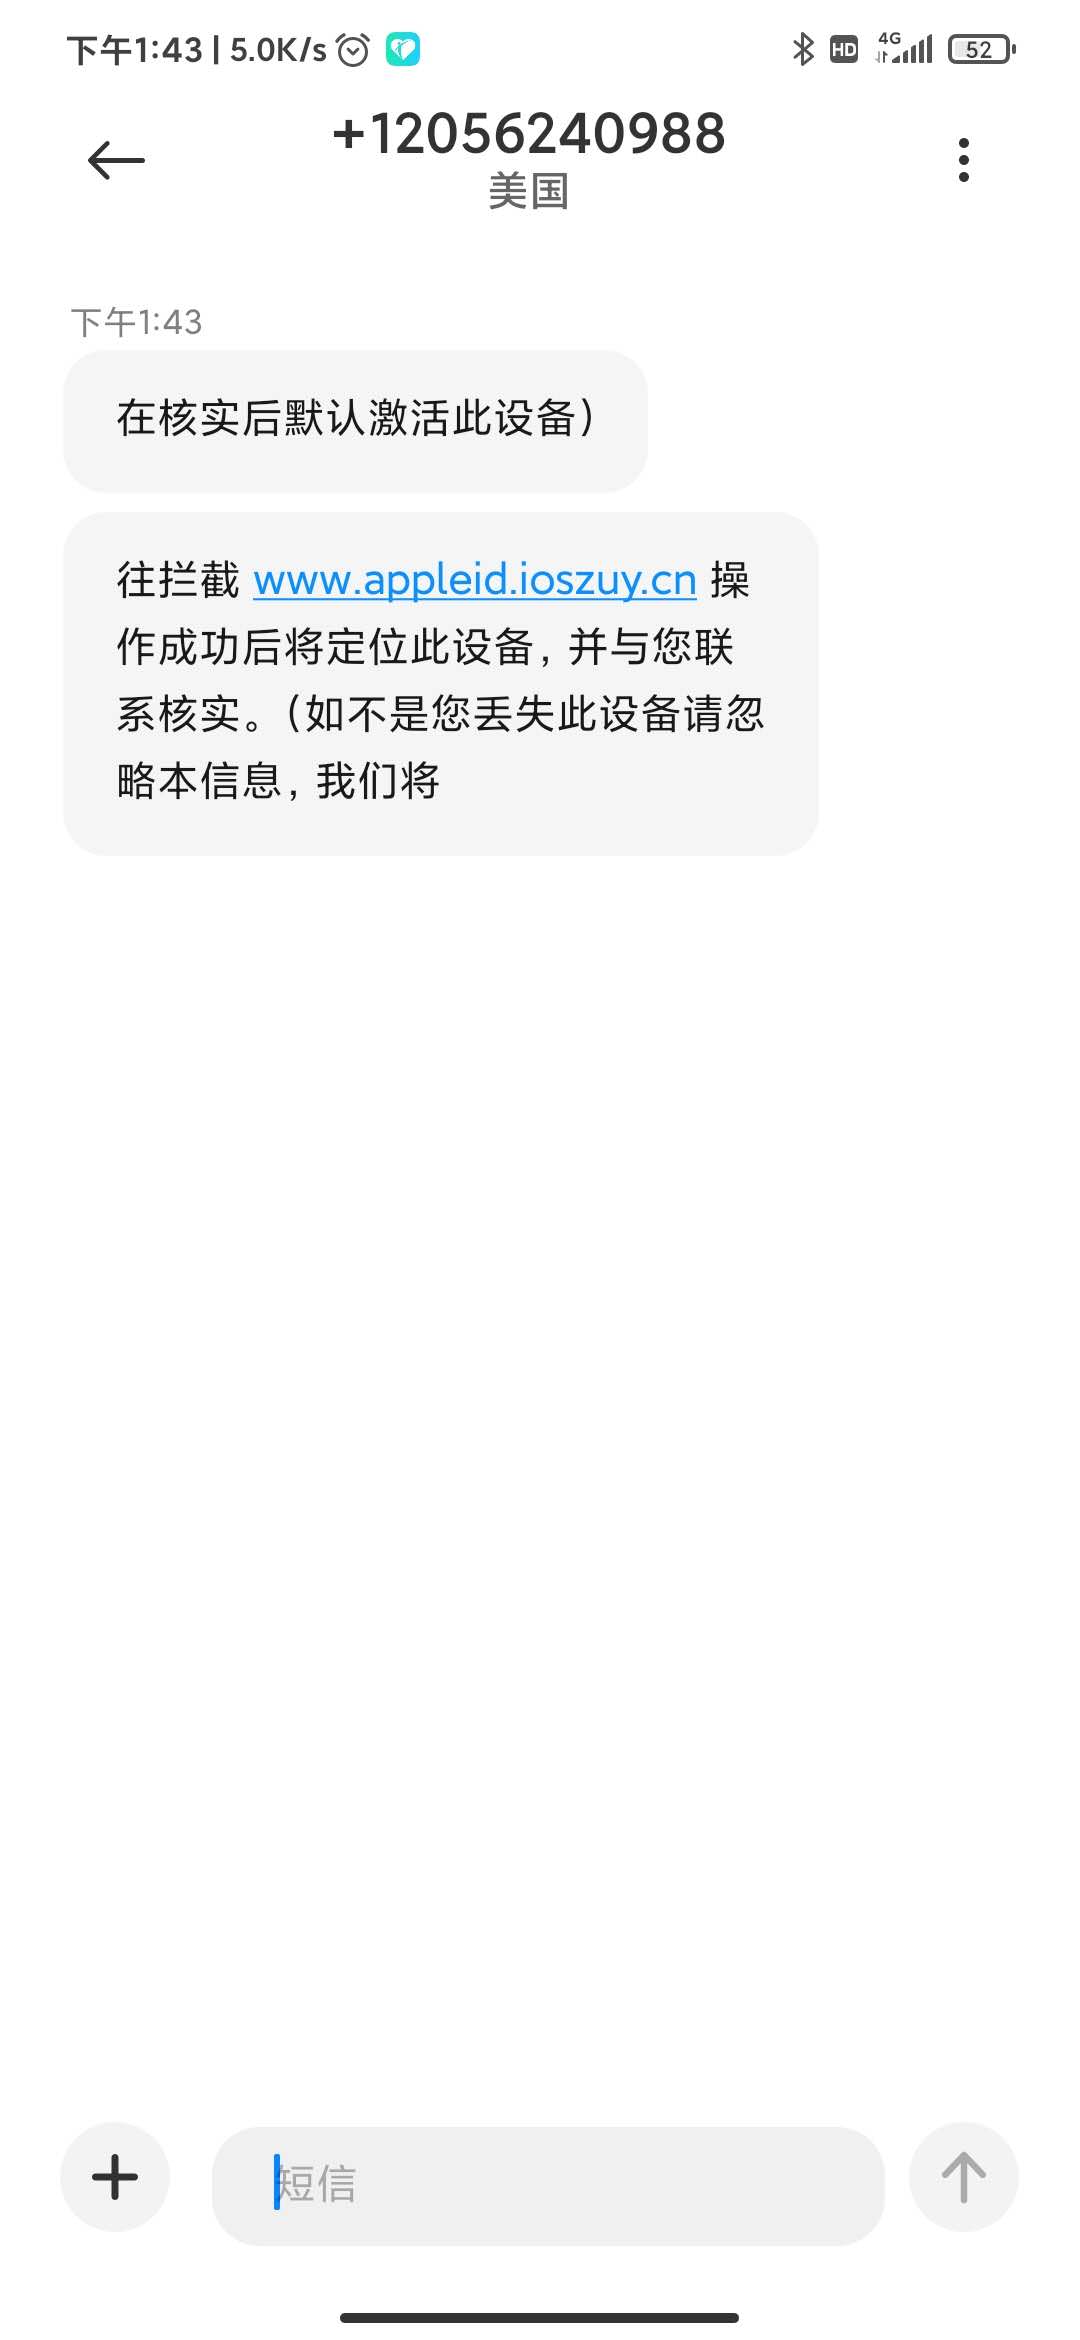 下午1:43 | 5.0K/s
HD 4G 52
+12056240988
美国
下午1:43
在核实后默认激活此设备)
往拦截 www.appleid.ioszuy.cn 操
作成功后将定位此设备, 并与您联
系核实。(如不是您丢失此设备请忽
略本信息, 我们将
短信